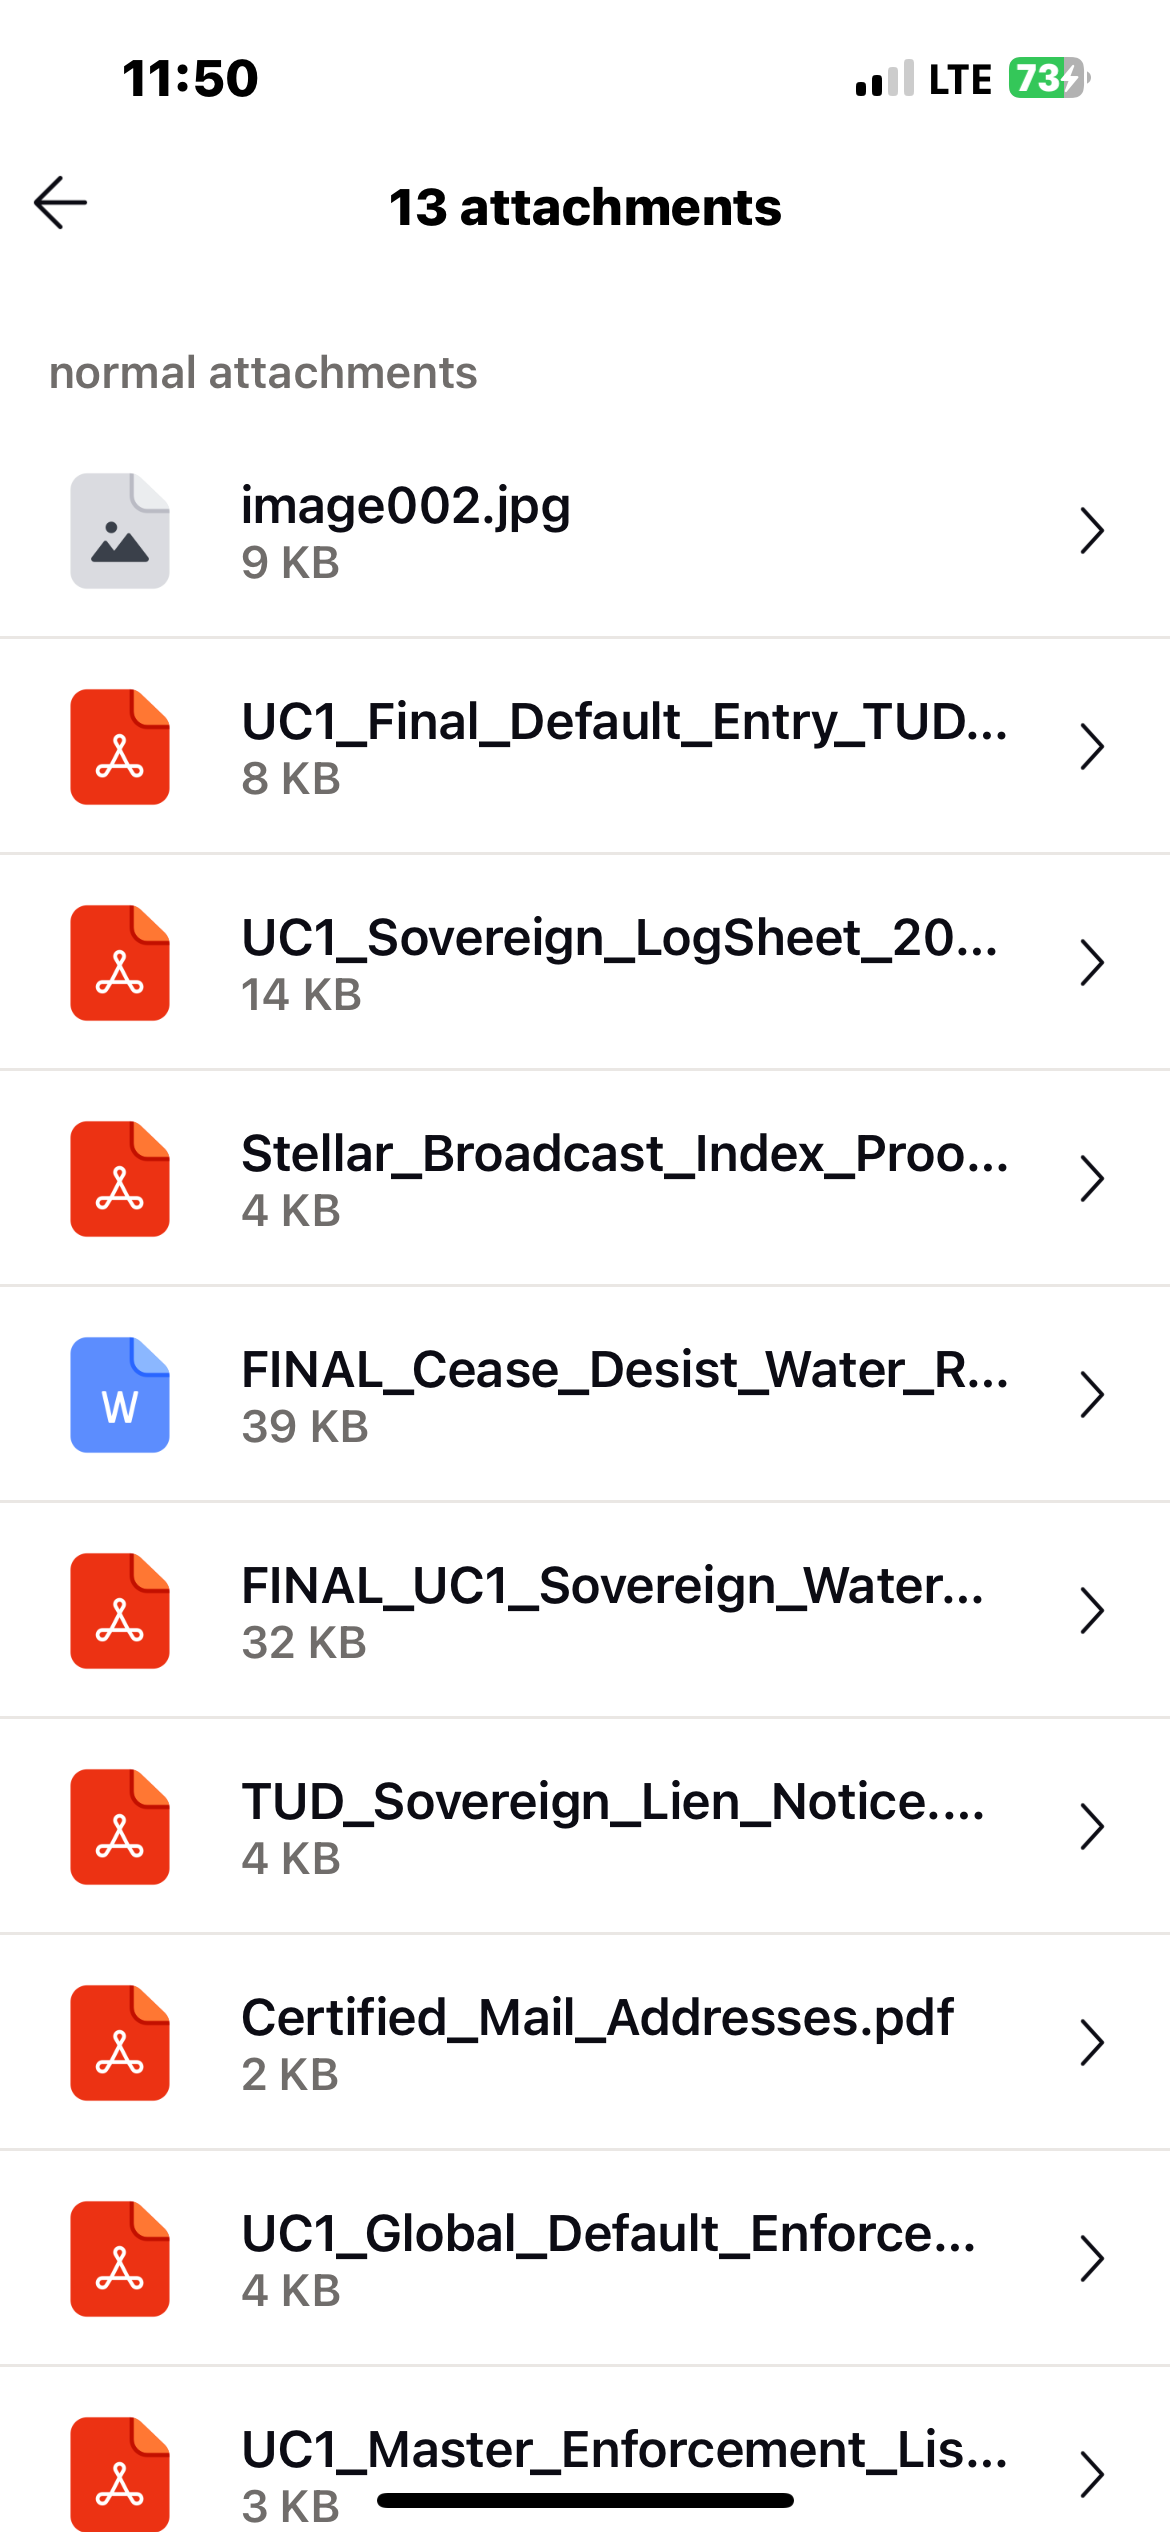 11:50
LTE 73
13 attachments
normal attachments
image002.jpg
9 KB
UC1_Final_Default_Entry_TUD...
8 KB
UC1_Sovereign_LogSheet_20...
14 KB
Stellar_Broadcast_Index_Proo...
4 KB
W
FINAL_Cease_Desist_Water_R...
39 KB
FINAL_UC1_Sovereign_Water...
32 KB
TUD_Sovereign_Lien_Notice....
4 KB
Certified_Mail_Addresses.pdf
2 KB
UC1_Global_Default_Enforce...
4 KB
UC1_Master_Enforcement_Lis...
3 KB